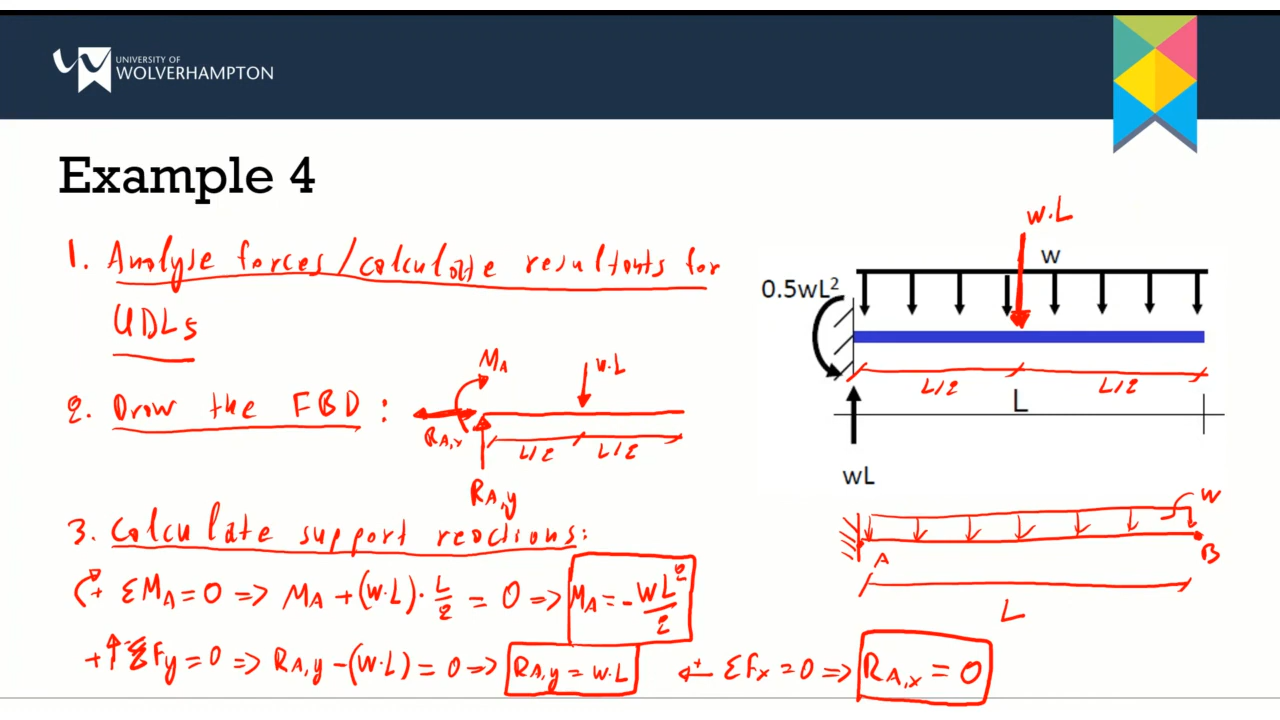 UNIVERSITY OF
WOLVERHAMPTON
Example 4
1. Analyse forces/calculate resultants for
UDLs
2. Draw the FBD :
M_A
w.L
R_A,x
L/2
L/2
R_A,y
3. Calculate support reactions:
+ ΣM_A = 0 => M_A + (w.L) . L/2 = 0 => M_A = - wL²/2
+↑ ΣF_y = 0 => R_A,y - (w.L) = 0 => R_A,y = w.L
←+ ΣF_x = 0 => R_A,x = 0
w.L
w
0.5wL²
L/2
L/2
L
wL
w
A
B
L